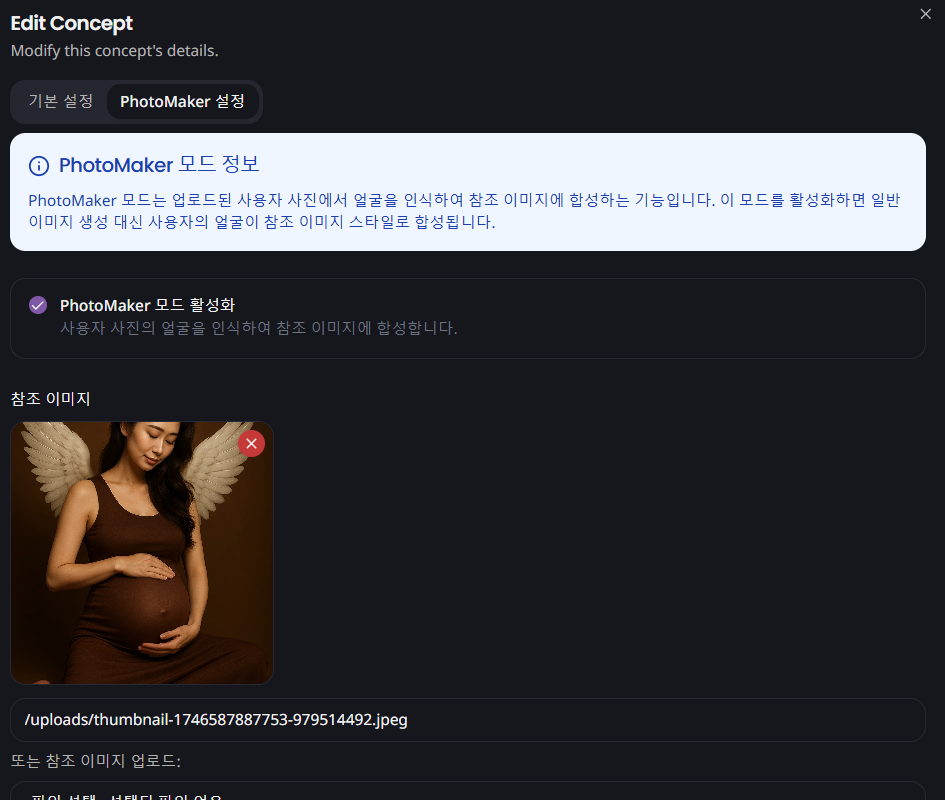 Edit Concept
Modify this concept's details.
기본 설정
PhotoMaker 설정
PhotoMaker 모드 정보
PhotoMaker 모드는 업로드된 사용자 사진에서 얼굴을 인식하여 참조 이미지에 합성하는 기능입니다. 이 모드를 활성화하면 일반
이미지 생성 대신 사용자의 얼굴이 참조 이미지 스타일로 합성됩니다.
PhotoMaker 모드 활성화
사용자 사진의 얼굴을 인식하여 참조 이미지에 합성합니다.
참조 이미지
/uploads/thumbnail-1746587887753-979514492.jpeg
또는 참조 이미지 업로드: